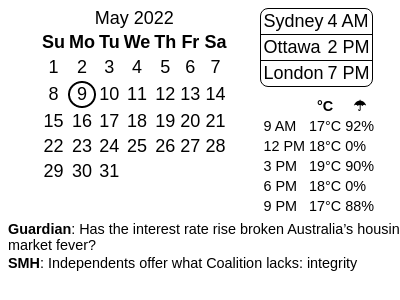 May 2022
Su Mo Tu We Th Fr Sa
1 2 3 4 5 6 7
8 9 10 11 12 13 14
15 16 17 18 19 20 21
22 23 24 25 26 27 28
29 30 31
Sydney 4 AM
Ottawa 2 PM
London 7 PM
°C ☂
9 AM 17°C 92%
12 PM 18°C 0%
3 PM 19°C 90%
6 PM 18°C 0%
9 PM 17°C 88%
Guardian: Has the interest rate rise broken Australia's housin
market fever?
SMH: Independents offer what Coalition lacks: integrity